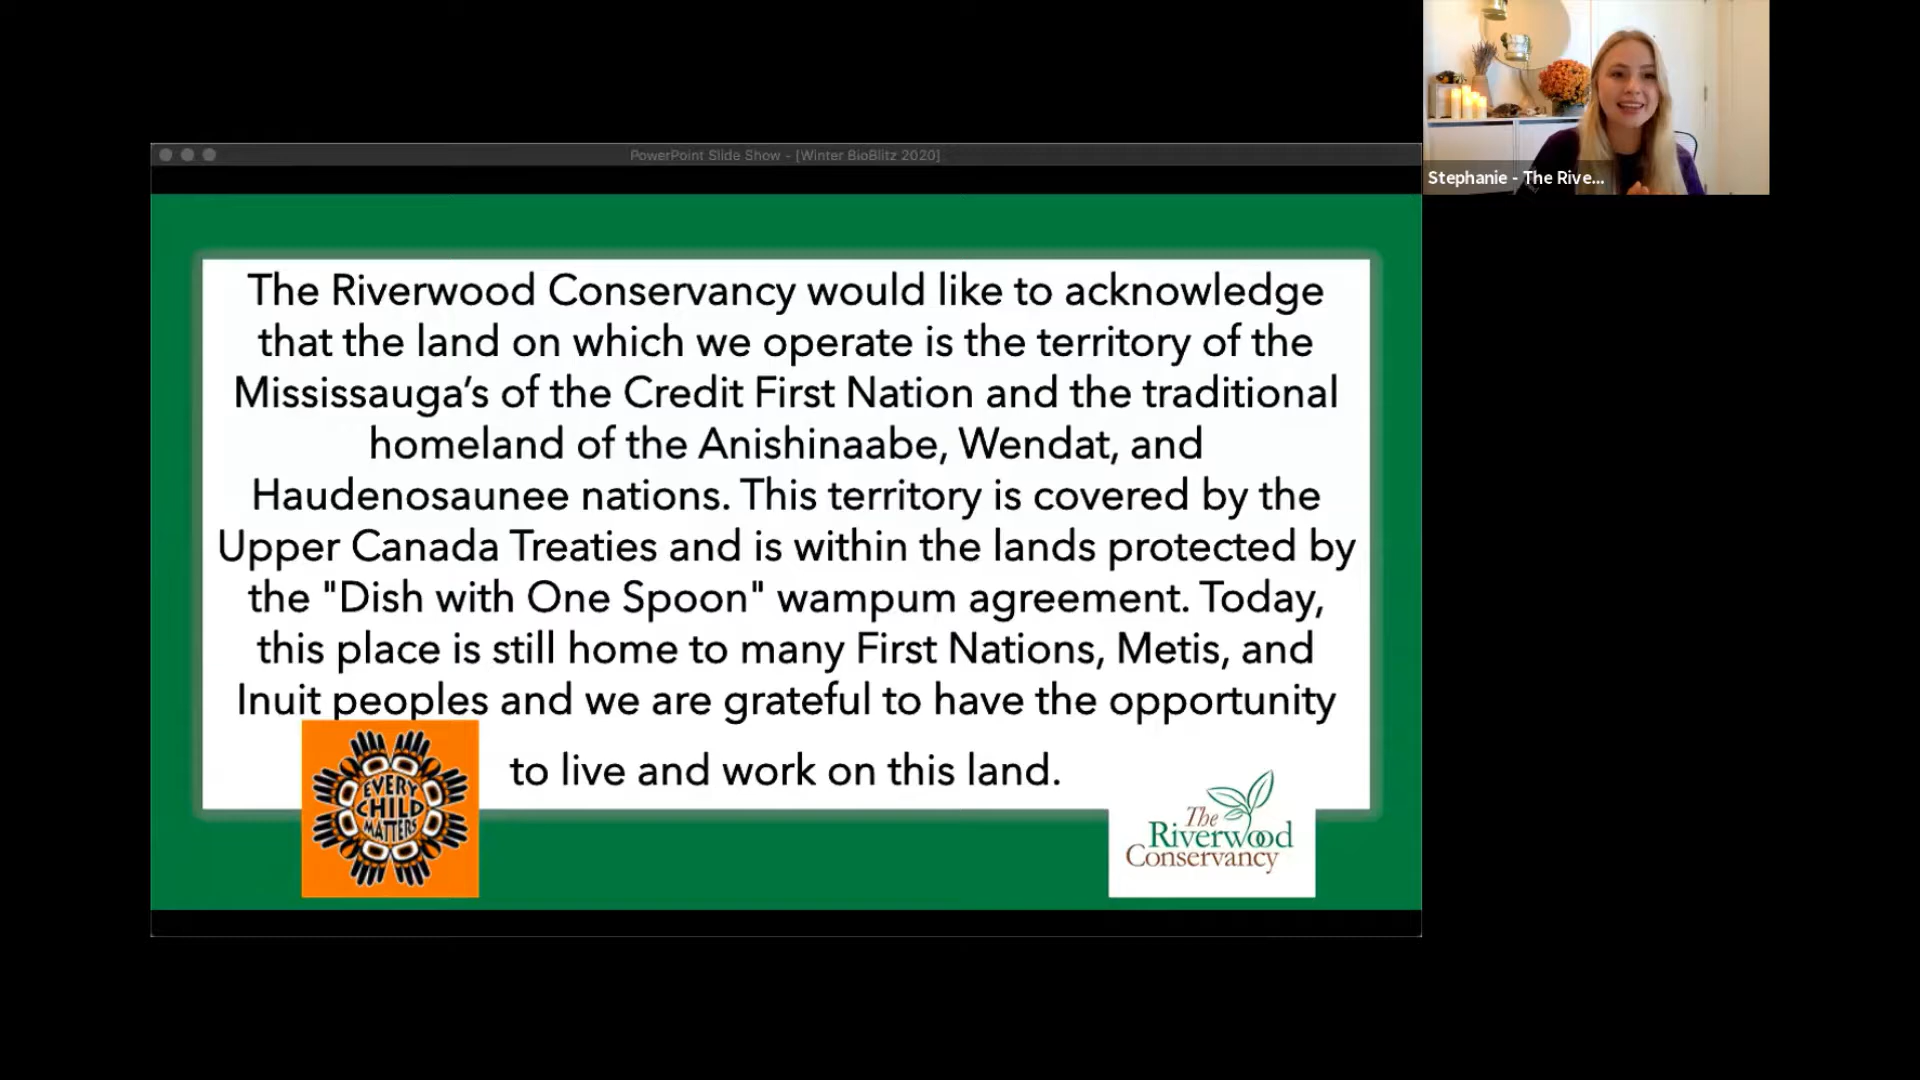 PowerPoint Slide Show - [Winter BioBlitz 2020]
Stephanie - The Rive...
The Riverwood Conservancy would like to acknowledge
that the land on which we operate is the territory of the
Mississauga’s of the Credit First Nation and the traditional
homeland of the Anishinaabe, Wendat, and
Haudenosaunee nations. This territory is covered by the
Upper Canada Treaties and is within the lands protected by
the "Dish with One Spoon" wampum agreement. Today,
this place is still home to many First Nations, Metis, and
Inuit peoples and we are grateful to have the opportunity
to live and work on this land.
EVERY
CHILD
MATTERS
The
Riverwood
Conservancy